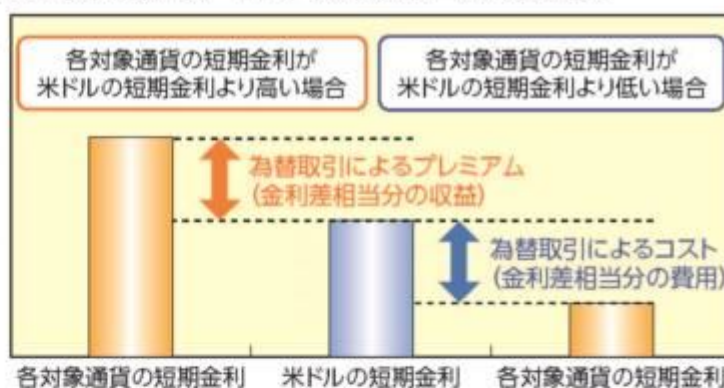 各対象通貨の短期金利が
米ドルの短期金利より高い場合
各対象通貨の短期金利が
米ドルの短期金利より低い場合
為替取引によるプレミアム
(金利差相当分の収益)
為替取引によるコスト
(金利差相当分の費用)
各対象通貨の短期金利
米ドルの短期金利
各対象通貨の短期金利